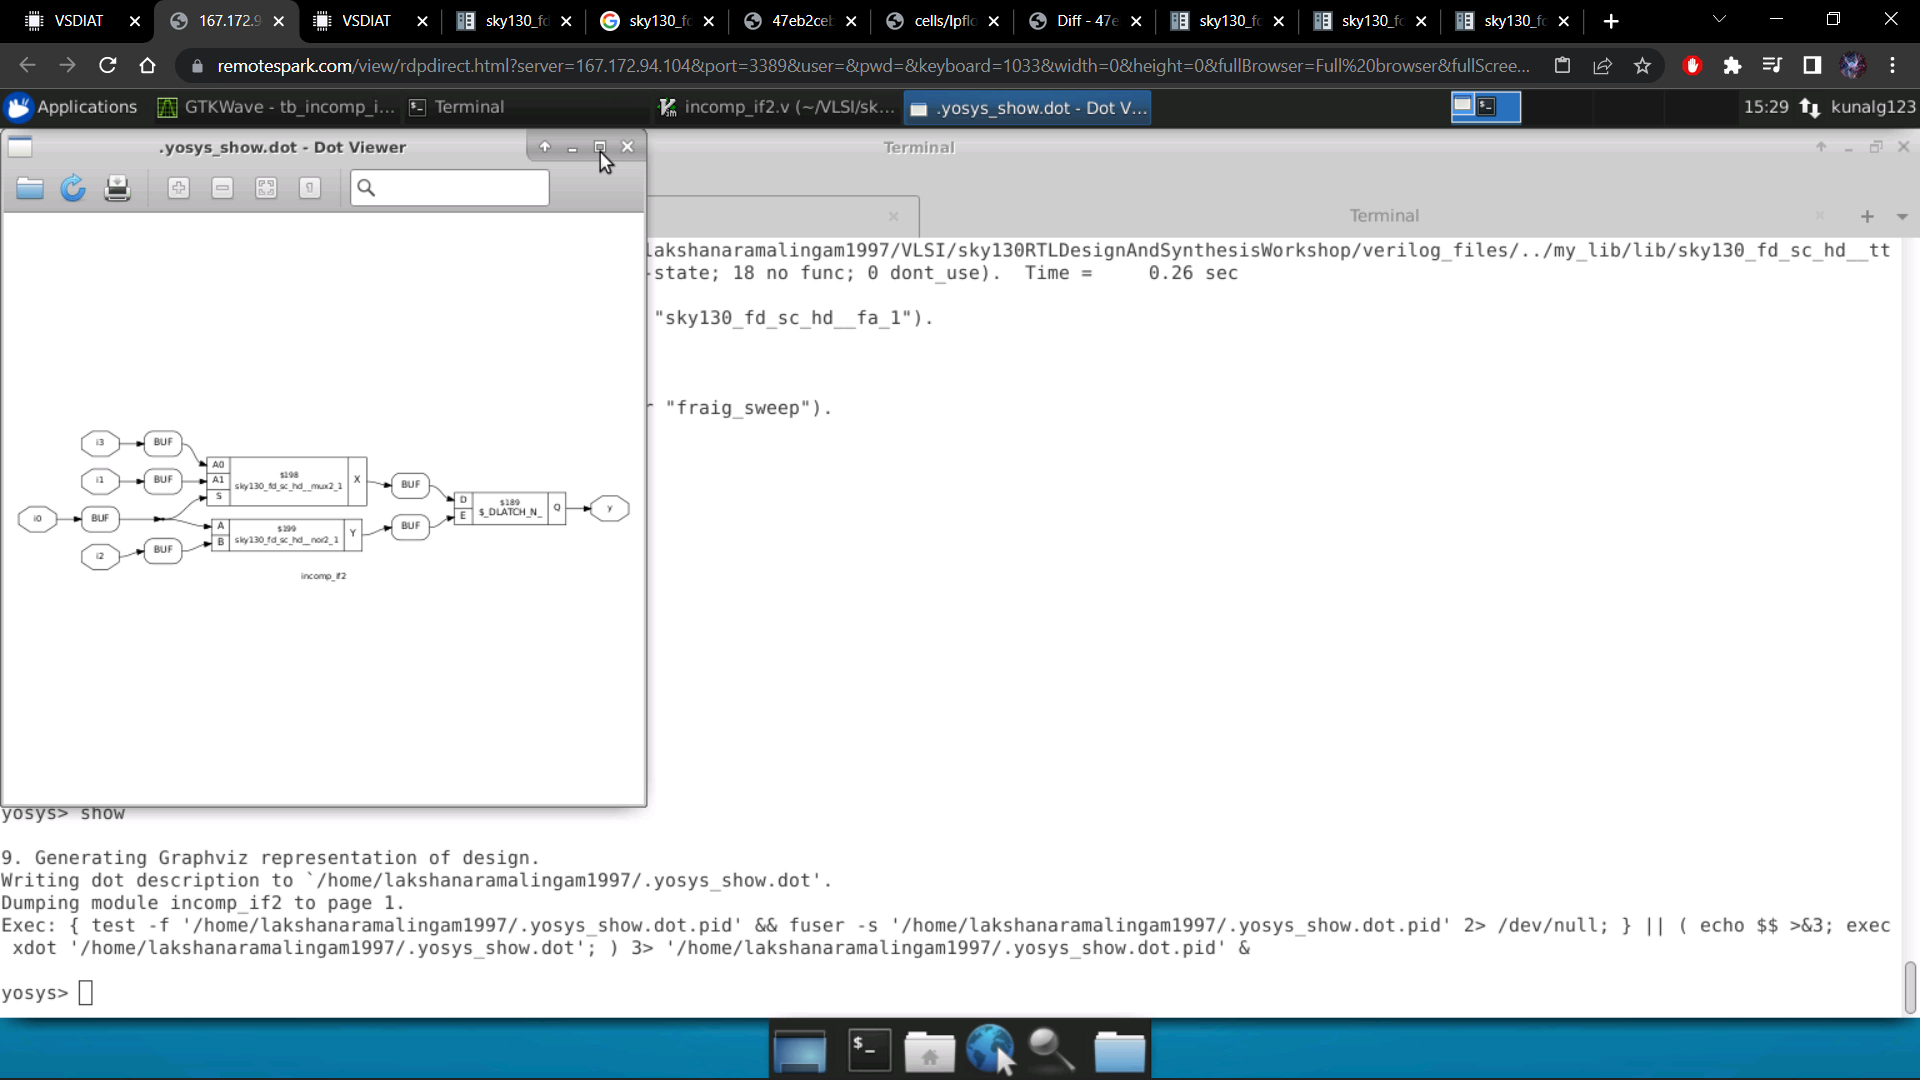 VSDIAT
167.172.9
VSDIAT
sky130_fd
sky130_fc
47eb2ceb
cells/lpflo
Diff - 47e
sky130_fd
sky130_fc
sky130_fc
remotespark.com/view/rdpdirect.html?server=167.172.94.104&port=3389&user=&pwd=&keyboard=1033&width=0&height=0&fullBrowser=Full%20browser&fullScree...
Applications
GTKWave - tb_incomp_i...
Terminal
incomp_if2.v (~/VLSI/sk...
.yosys_show.dot - Dot V...
15:29
kunalg123
.yosys_show.dot - Dot Viewer
Terminal
Terminal
lakshanaramalingam1997/VLSI/sky130RTLDesignAndSynthesisWorkshop/verilog_files/../my_lib/lib/sky130_fd_sc_hd__tt
-state; 18 no func; 0 dont_use). Time = 0.26 sec
"sky130_fd_sc_hd__fa_1").
r "fraig_sweep").
i3
BUF
i1
BUF
i0
BUF
i2
BUF
A0
A1
S
$198
sky130_fd_sc_hd__mux2_1
X
A
B
$199
sky130_fd_sc_hd__nor2_1
Y
BUF
BUF
D
E
$189
$_DLATCH_N_
Q
y
incomp_if2
yosys> show
9. Generating Graphviz representation of design.
Writing dot description to `/home/lakshanaramalingam1997/.yosys_show.dot'.
Dumping module incomp_if2 to page 1.
Exec: { test -f '/home/lakshanaramalingam1997/.yosys_show.dot.pid' && fuser -s '/home/lakshanaramalingam1997/.yosys_show.dot.pid' 2> /dev/null; } || ( echo $$ >&3; exec
xdot '/home/lakshanaramalingam1997/.yosys_show.dot'; ) 3> '/home/lakshanaramalingam1997/.yosys_show.dot.pid' &
yosys>